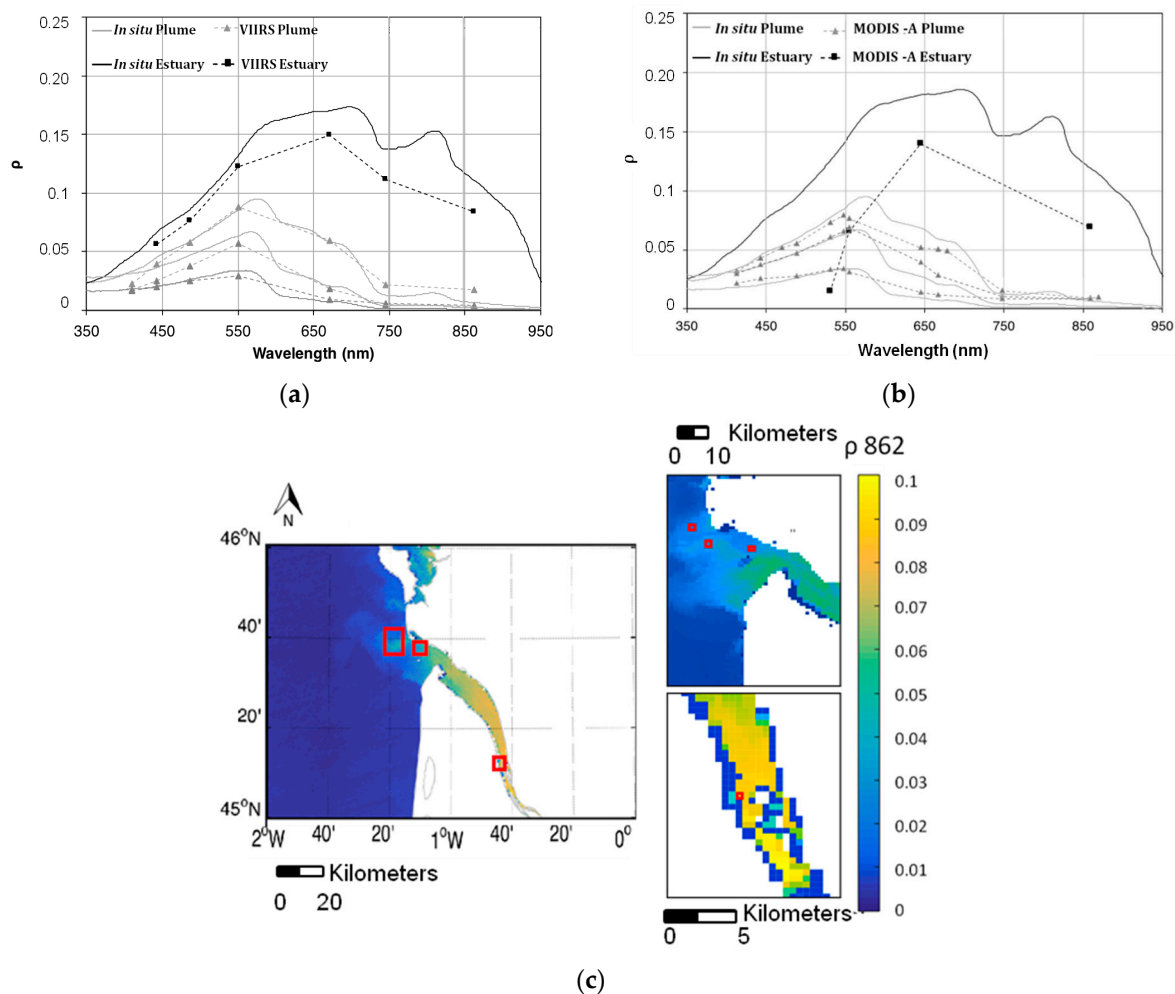 0.25
In situ Plume VIIRS Plume
In situ Estuary VIIRS Estuary
0.20
0.15
0.10
0.05
0
ρ
350 450 550 650 750 850 950
Wavelength (nm)
(a)
0.25
In situ Plume MODIS -A Plume
In situ Estuary MODIS -A Estuary
0.20
0.15
0.10
0.05
0
ρ
350 450 550 650 750 850 950
Wavelength (nm)
(b)
N
46°N
40'
20'
45°N
2°W 40' 20' 1°W 40' 20' 0°
Kilometers
0 20
Kilometers
0 10
ρ 862
0.1
0.09
0.08
0.07
0.06
0.05
0.04
0.03
0.02
0.01
0
Kilometers
0 5
(c)